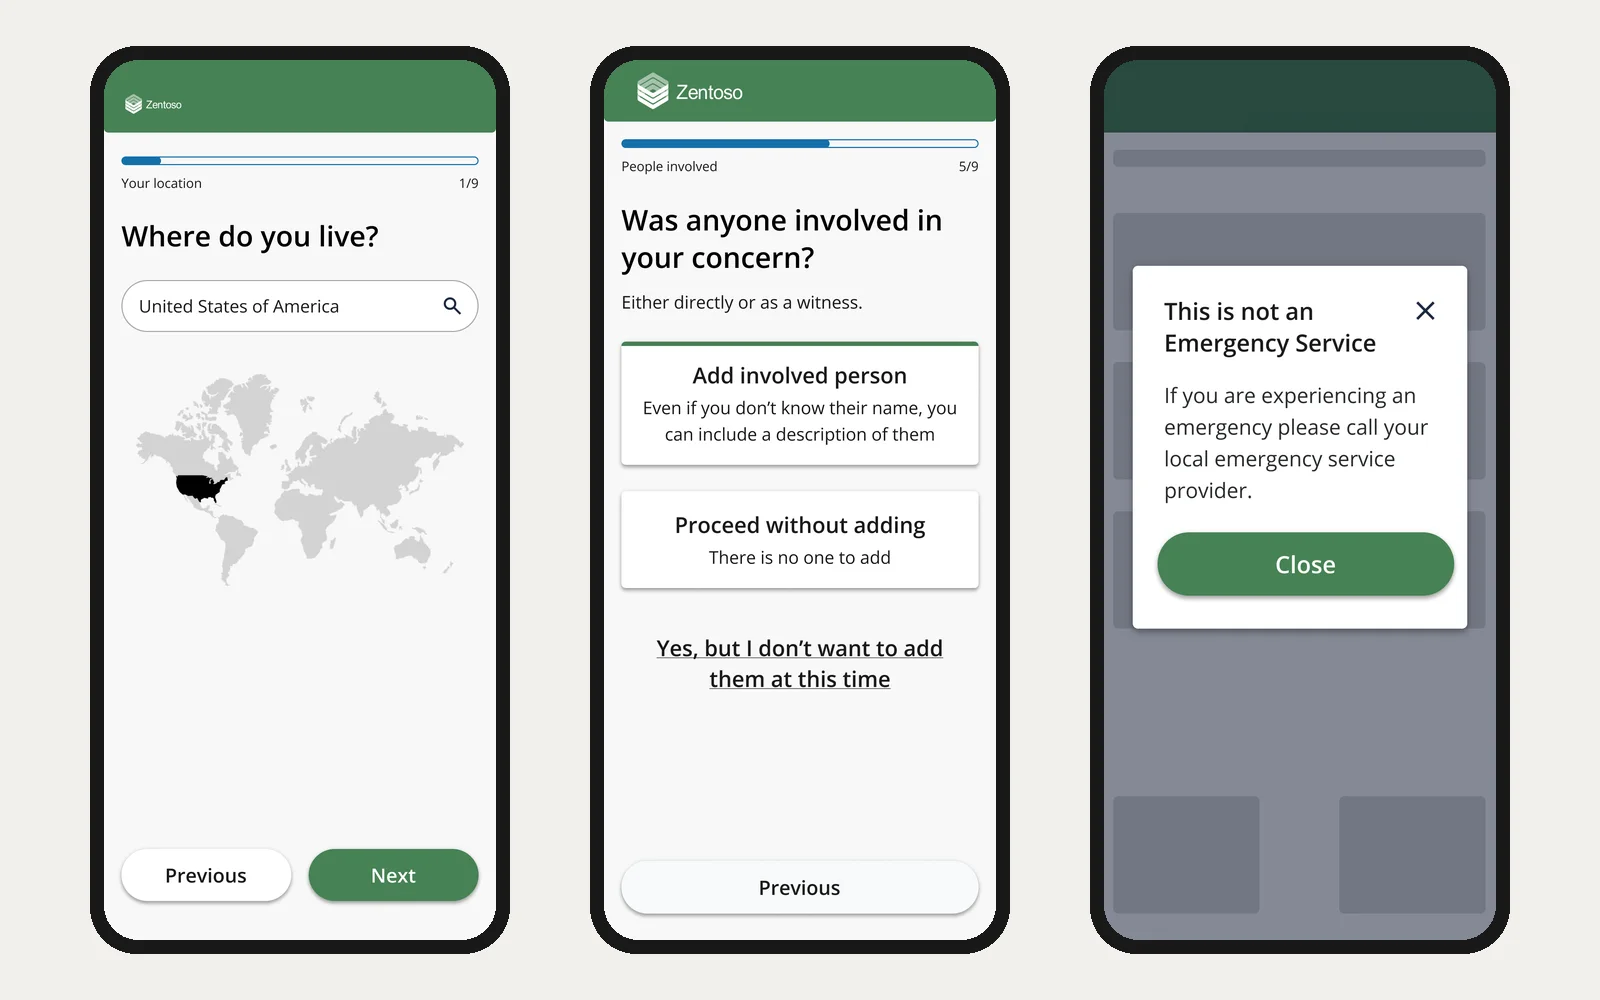 Zentoso
Your location
1/9
Where do you live?
United States of America
Previous
Next
Zentoso
People involved
5/9
Was anyone involved in
your concern?
Either directly or as a witness.
Add involved person
Even if you don’t know their name, you
can include a description of them
Proceed without adding
There is no one to add
Yes, but I don’t want to add
them at this time
Previous
This is not an
Emergency Service
If you are experiencing an
emergency please call your
local emergency service
provider.
Close